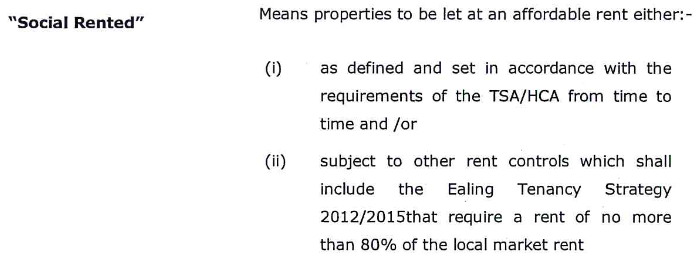 "Social Rented"
Means properties to be let at an affordable rent either:-
(i) as defined and set in accordance with the
requirements of the TSA/HCA from time to
time and /or
(ii) subject to other rent controls which shall
include the Ealing Tenancy Strategy
2012/2015that require a rent of no more
than 80% of the local market rent